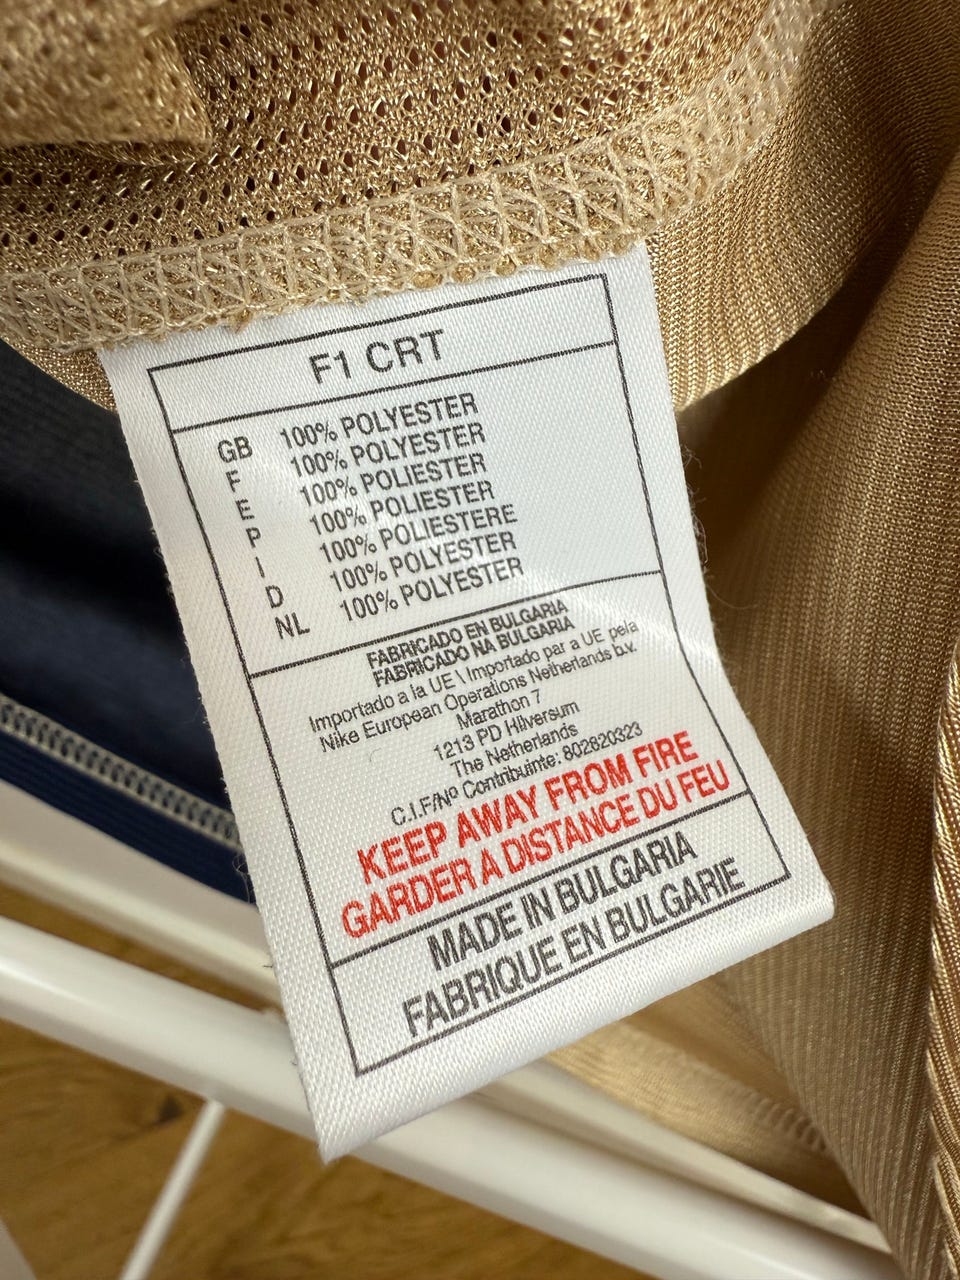 F1 CRT
GB 100% POLYESTER
F 100% POLYESTER
E 100% POLIESTER
P 100% POLIESTER
I 100% POLIESTERE
D 100% POLYESTER
NL 100% POLYESTER
FABRICADO EN BULGARIA
FABRICADO NA BULGARIA
Importado a la UE \ Importado par a UE pela
Nike European Operations Netherlands b.v.
Marathon 7
1213 PD Hilversum
The Netherlands
C.I.F/Nº Contribuinte: 802820323
KEEP AWAY FROM FIRE
GARDER A DISTANCE DU FEU
MADE IN BULGARIA
FABRIQUE EN BULGARIE